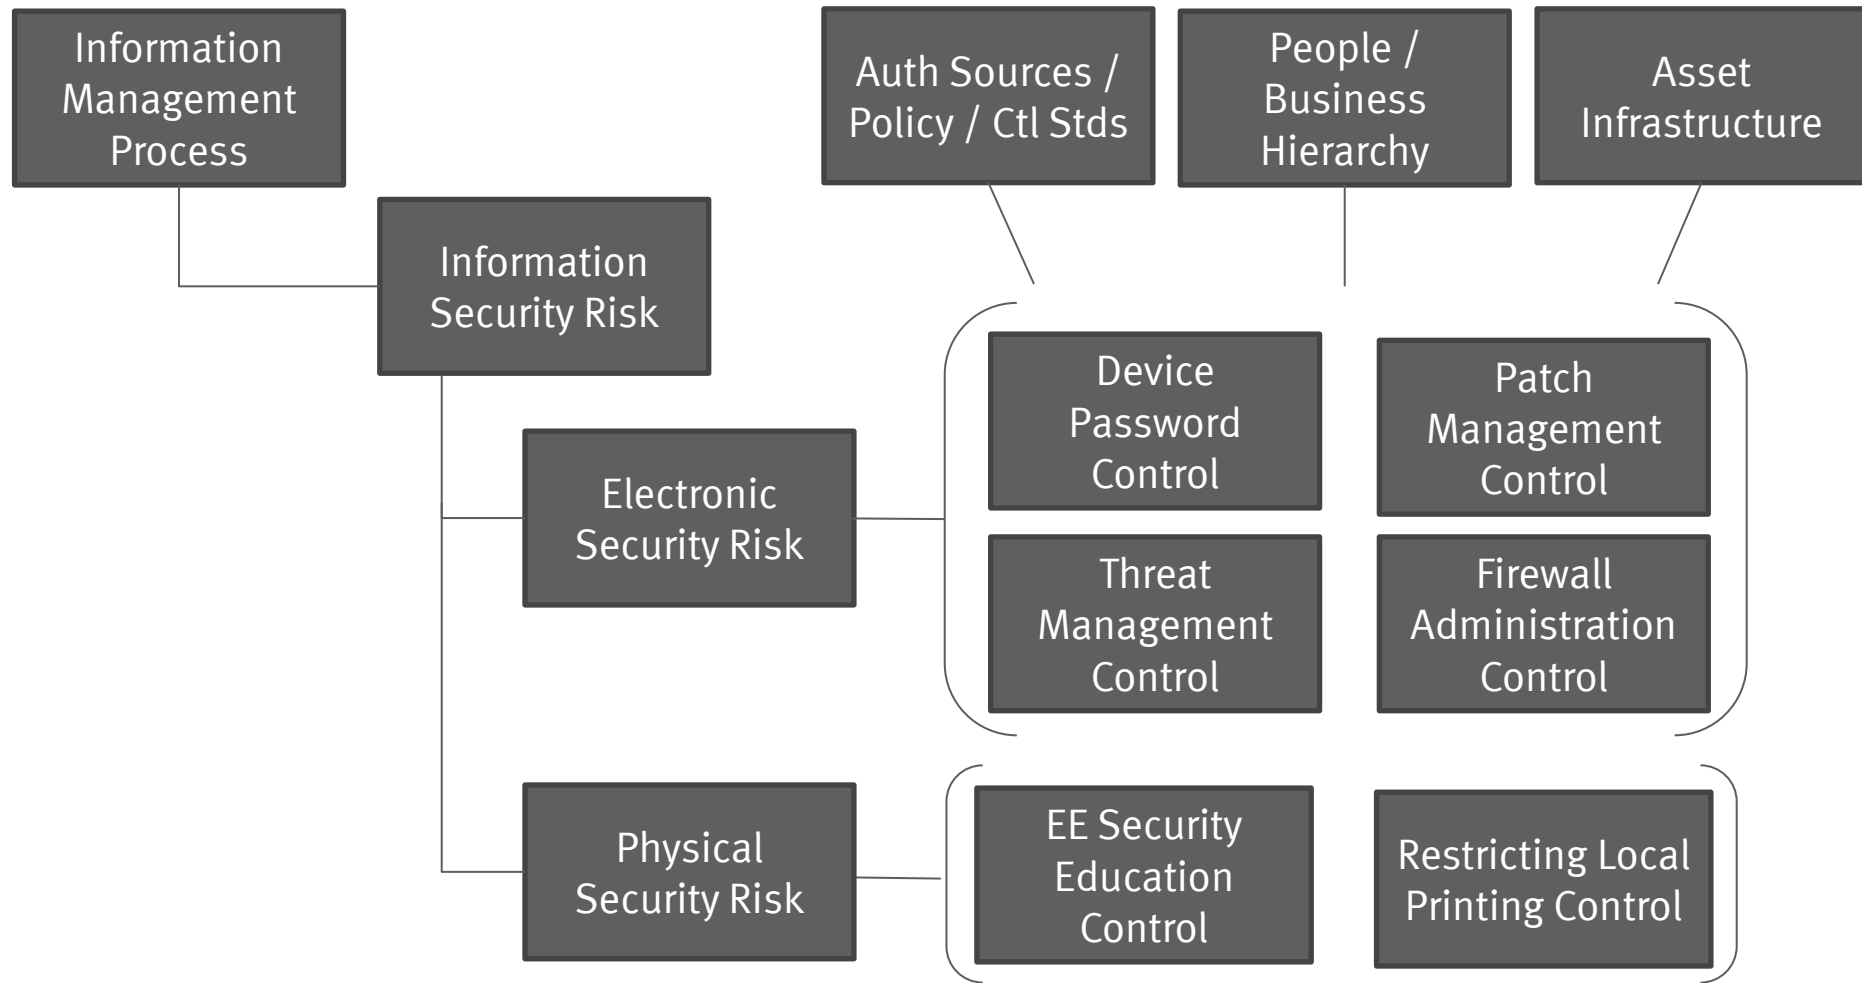 Information
Management
Process
Auth Sources /
Policy / Ctl Stds
People /
Business
Hierarchy
Asset
Infrastructure
Information
Security Risk
Device
Password
Control
Patch
Management
Control
Electronic
Security Risk
Threat
Management
Control
Firewall
Administration
Control
Physical
Security Risk
EE Security
Education
Control
Restricting Local
Printing Control